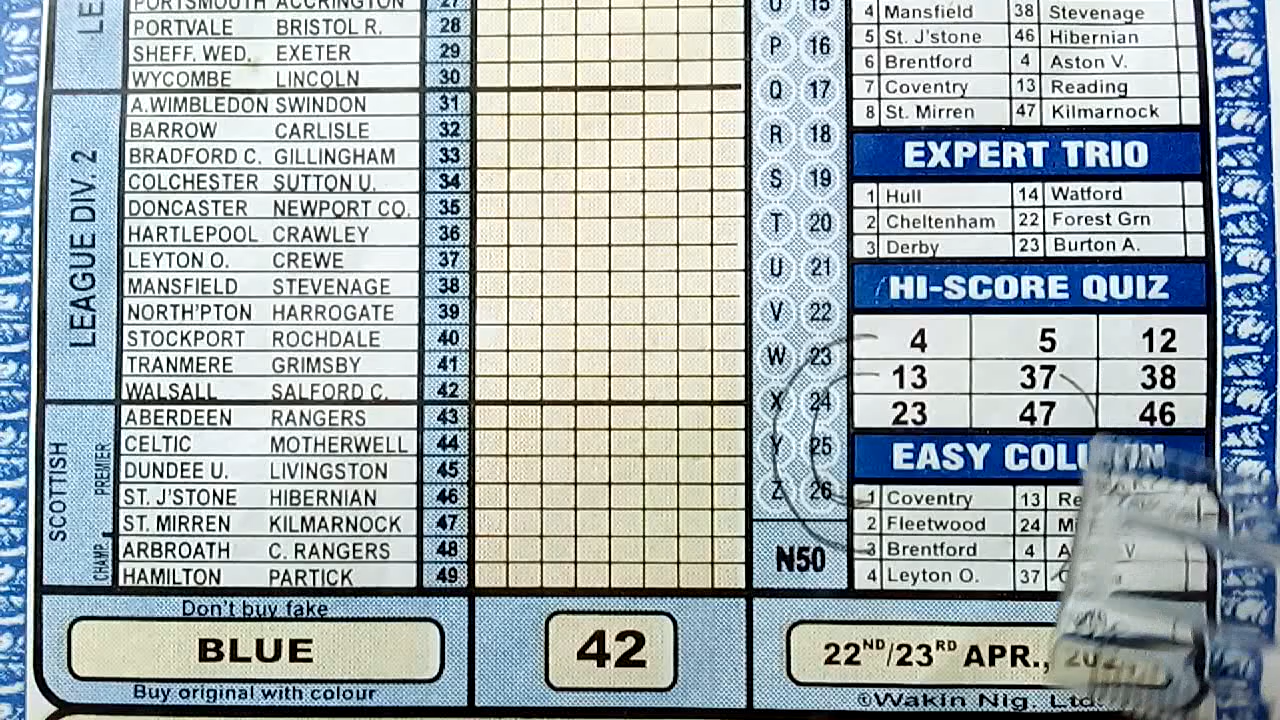 PORTSMOUTH ACCRINGTON 27
PORTVALE BRISTOL R. 28
SHEFF. WED. EXETER 29
WYCOMBE LINCOLN 30
LEAGUE DIV. 2
A.WIMBLEDON SWINDON 31
BARROW CARLISLE 32
BRADFORD C. GILLINGHAM 33
COLCHESTER SUTTON U. 34
DONCASTER NEWPORT CO. 35
HARTLEPOOL CRAWLEY 36
LEYTON O. CREWE 37
MANSFIELD STEVENAGE 38
NORTH'PTON HARROGATE 39
STOCKPORT ROCHDALE 40
TRANMERE GRIMSBY 41
WALSALL SALFORD C. 42
SCOTTISH
PREMIER
ABERDEEN RANGERS 43
CELTIC MOTHERWELL 44
DUNDEE U. LIVINGSTON 45
ST. J'STONE HIBERNIAN 46
ST. MIRREN KILMARNOCK 47
CHAMP.
ARBROATH C. RANGERS 48
HAMILTON PARTICK 49
O 15
P 16
Q 17
R 18
S 19
T 20
U 21
V 22
W 23
X 24
Y 25
Z 26
N50
4 Mansfield 38 Stevenage
5 St. J'stone 46 Hibernian
6 Brentford 4 Aston V.
7 Coventry 13 Reading
8 St. Mirren 47 Kilmarnock
EXPERT TRIO
1 Hull 14 Watford
2 Cheltenham 22 Forest Grn
3 Derby 23 Burton A.
HI-SCORE QUIZ
4 5 12
13 37 38
23 47 46
EASY
1 Coventry 13
2 Fleetwood 24
3 Brentford 4 A V
4 Leyton O. 37
Don't buy fake
BLUE
Buy original with colour
42
22ND/23RD APR.,
©Wakin Nig. Ltd.